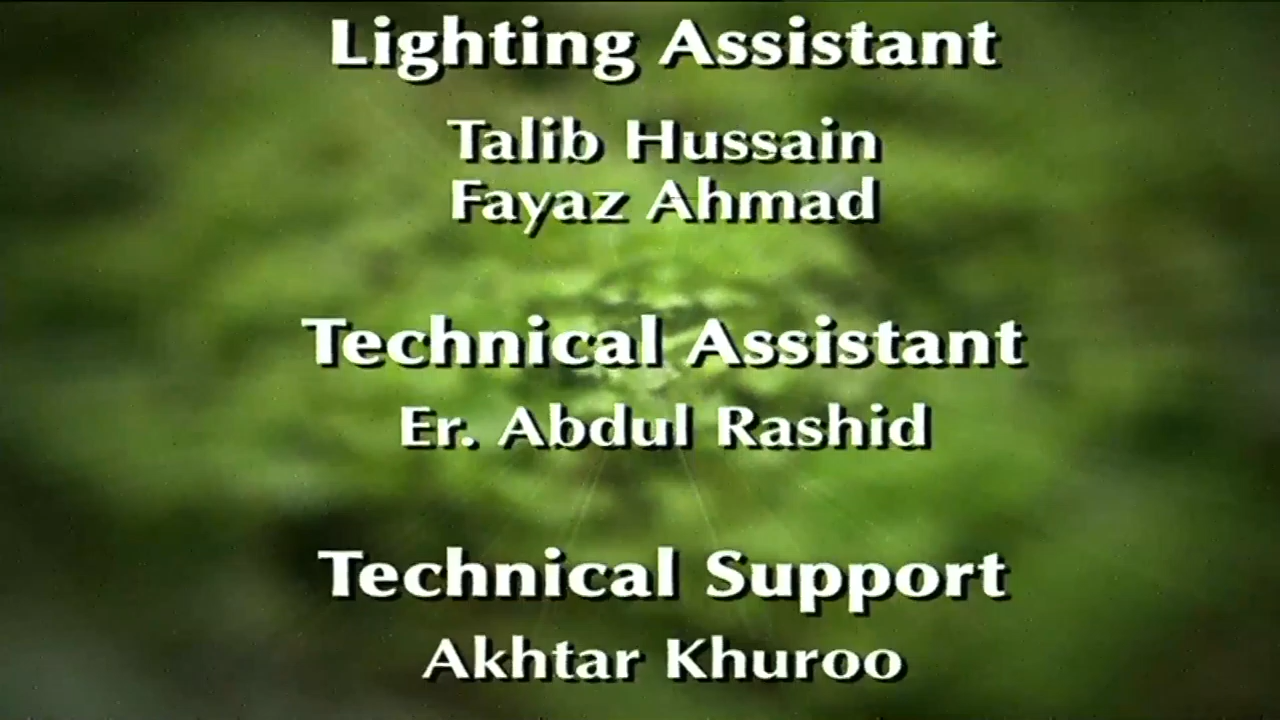 Lighting Assistant
Talib Hussain
Fayaz Ahmad
Technical Assistant
Er. Abdul Rashid
Technical Support
Akhtar Khuroo